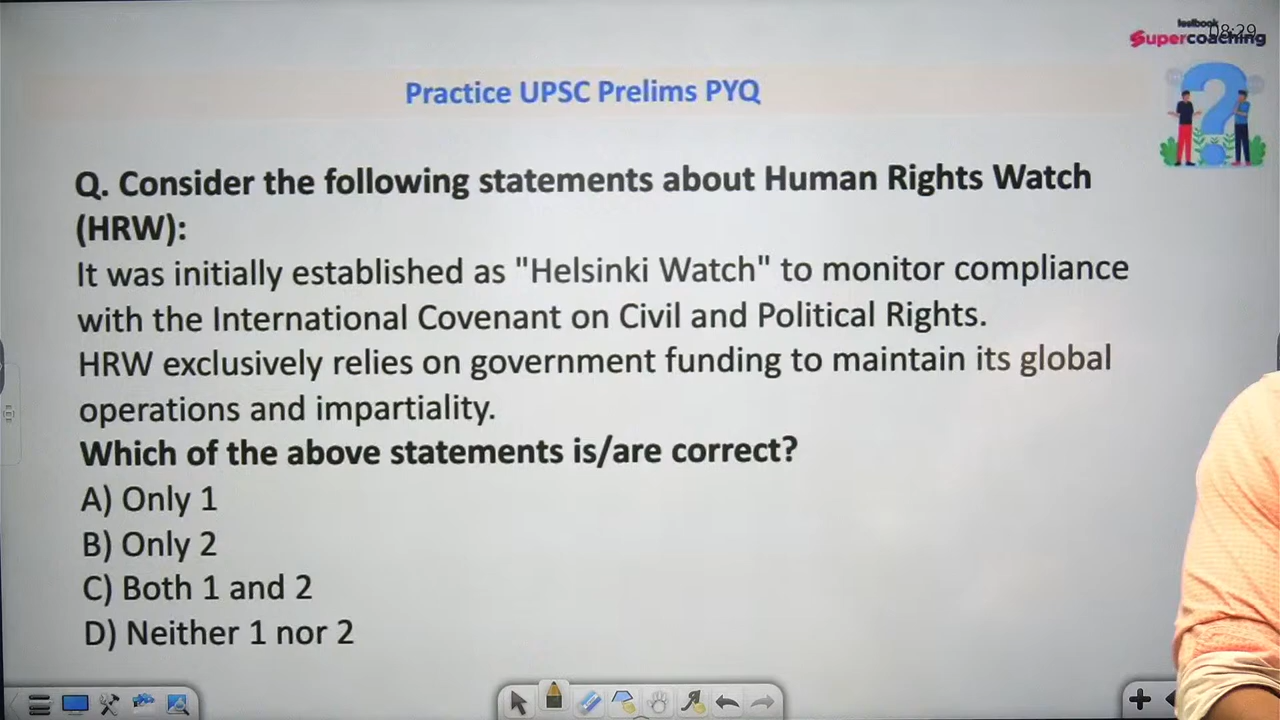 testbook
Supercoaching
08:29
Practice UPSC Prelims PYQ
Q. Consider the following statements about Human Rights Watch
(HRW):
It was initially established as "Helsinki Watch" to monitor compliance
with the International Covenant on Civil and Political Rights.
HRW exclusively relies on government funding to maintain its global
operations and impartiality.
Which of the above statements is/are correct?
A) Only 1
B) Only 2
C) Both 1 and 2
D) Neither 1 nor 2